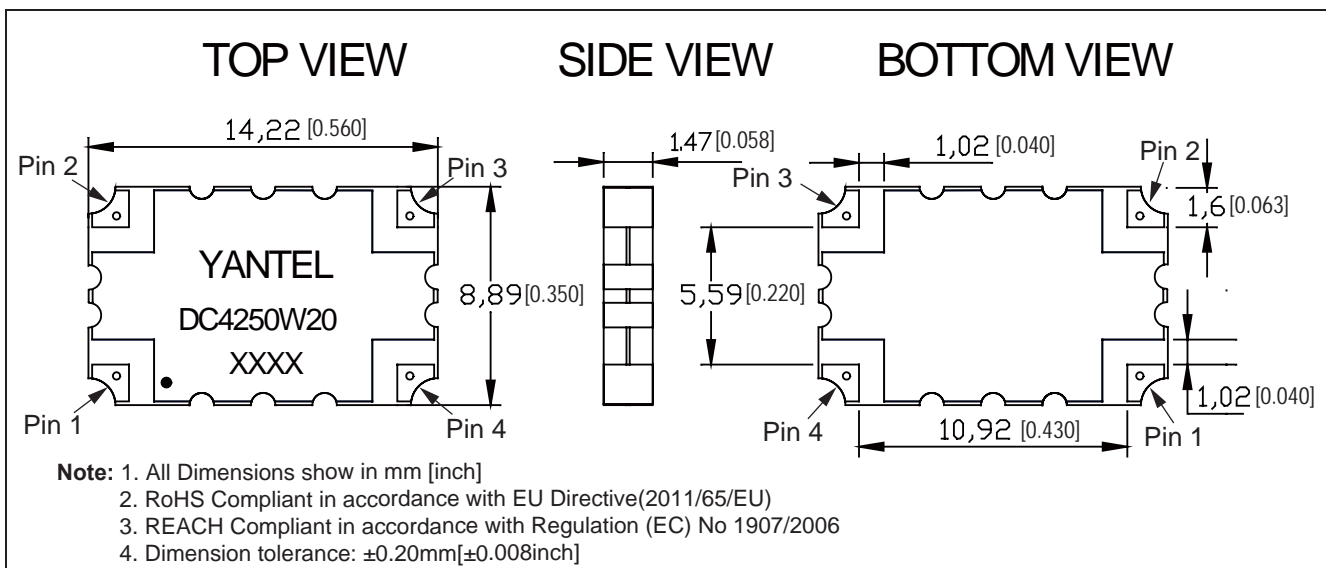 TOP VIEW
SIDE VIEW
BOTTOM VIEW
14,22 [0.560]
Pin 2
Pin 3
YANTEL
DC4250W20
XXXX
8,89 [0.350]
Pin 1
Pin 4
1.47 [0.058]
5,59 [0.220]
1,02 [0.040]
Pin 3
Pin 2
1,6 [0.063]
1,02 [0.040]
Pin 4
10,92 [0.430]
Pin 1
Note: 1. All Dimensions show in mm [inch]
2. RoHS Compliant in accordance with EU Directive(2011/65/EU)
3. REACH Compliant in accordance with Regulation (EC) No 1907/2006
4. Dimension tolerance: ±0.20mm[±0.008inch]